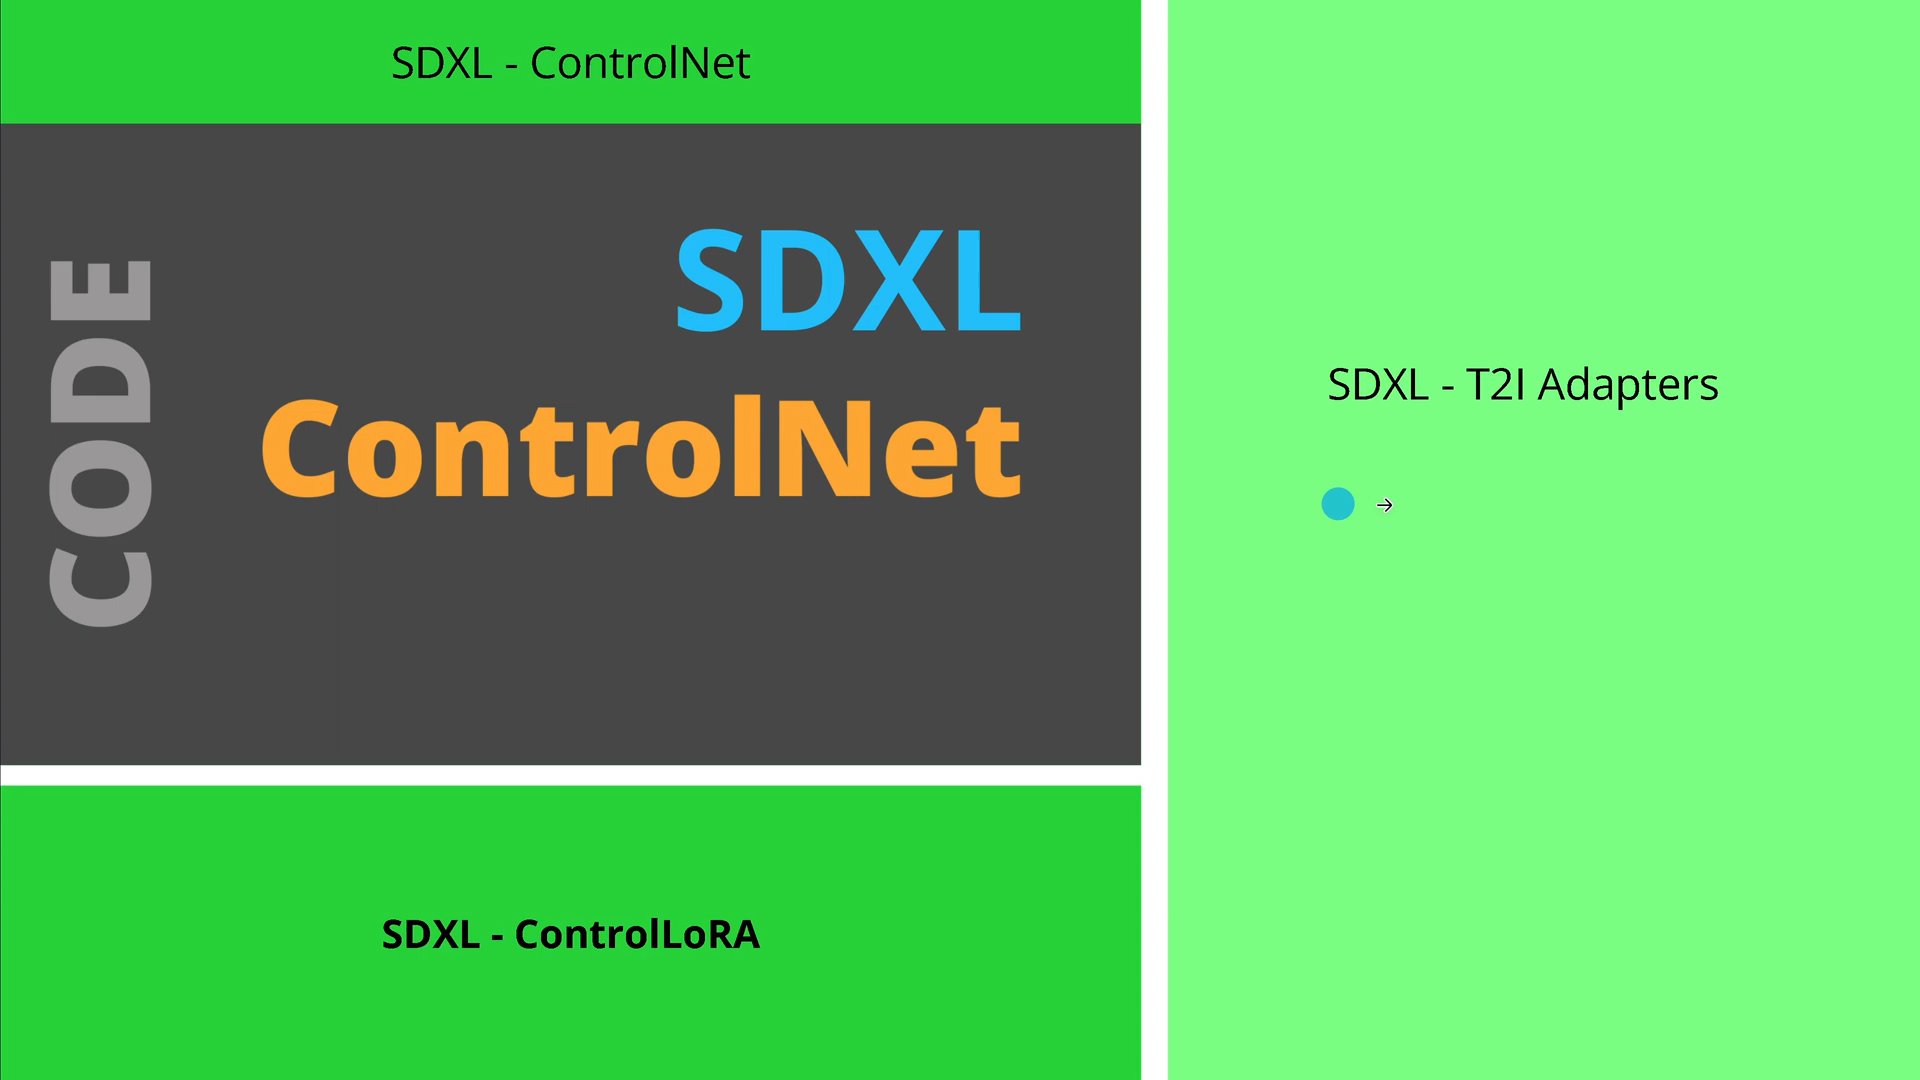 SDXL - ControlNet
CODE
SDXL
ControlNet
SDXL - ControlLoRA
SDXL - T2I Adapters
→